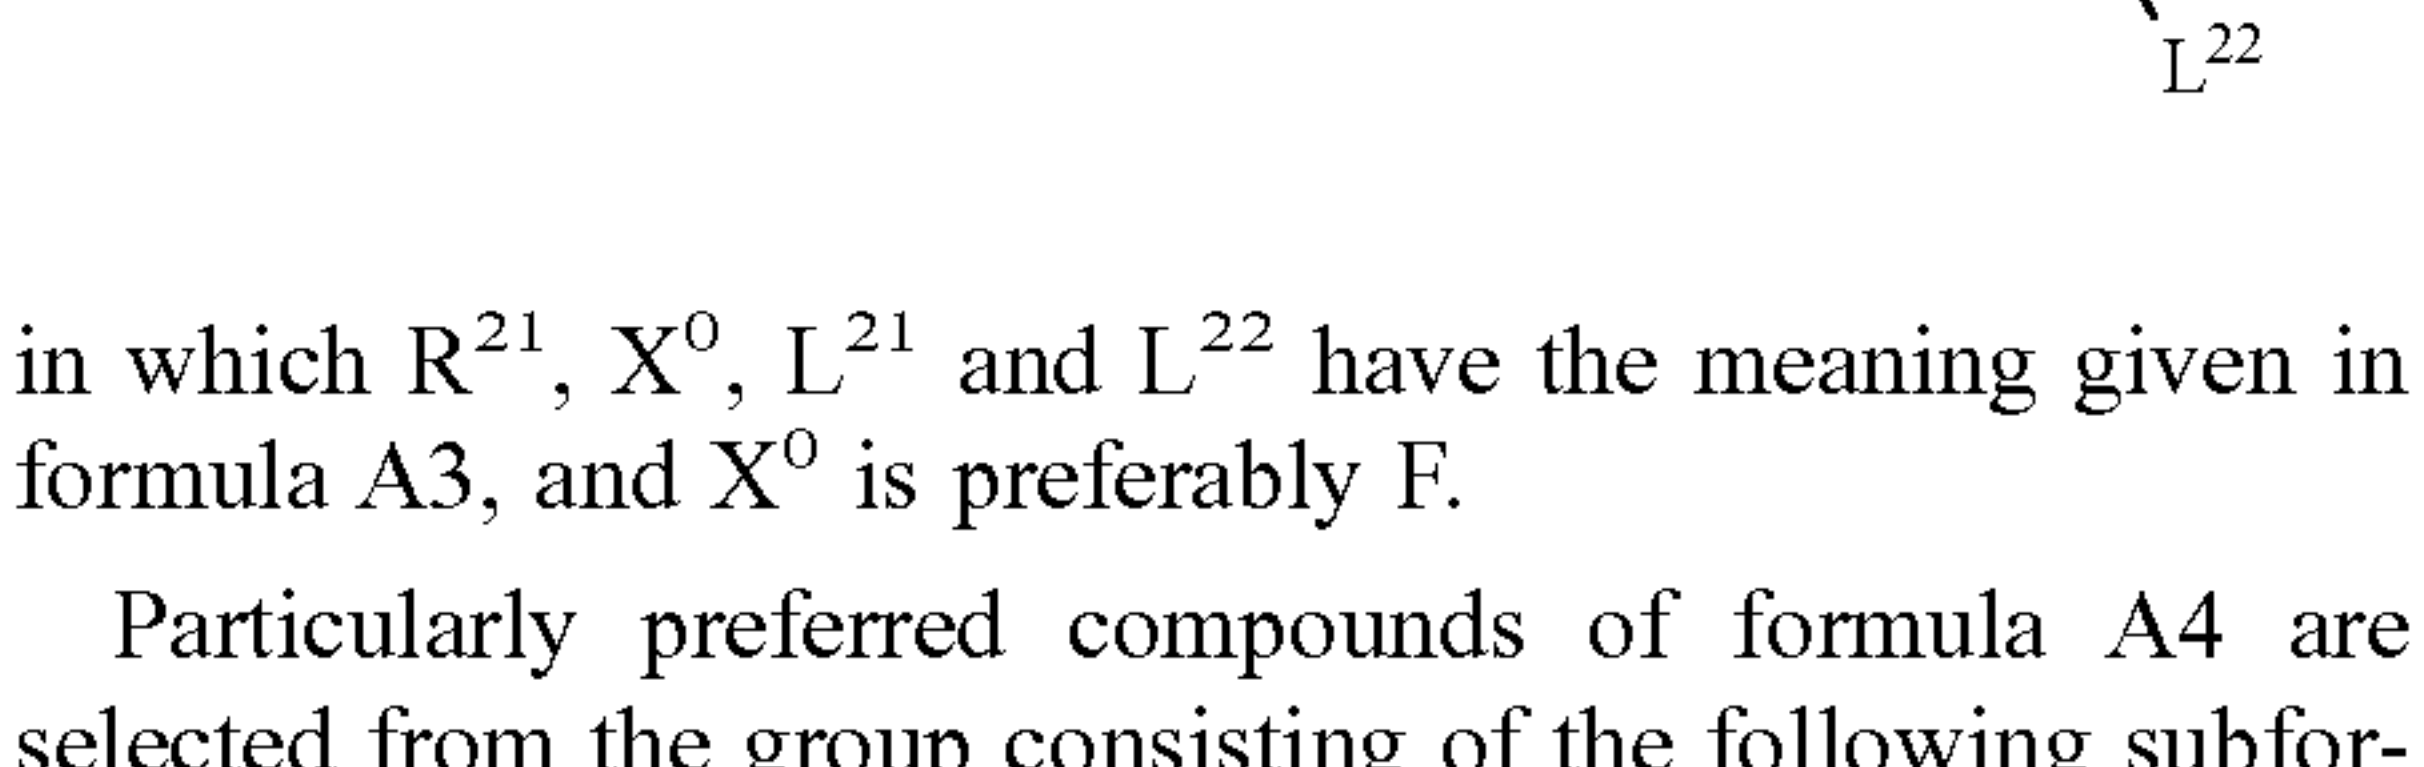 L²²
in which R²¹, X⁰, L²¹ and L²² have the meaning given in
formula A3, and X⁰ is preferably F.
Particularly preferred compounds of formula A4 are
selected from the group consisting of the following subfor-